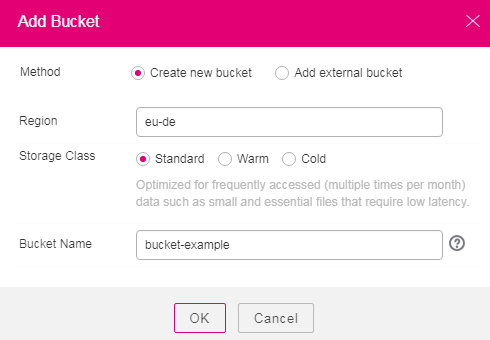 Add Bucket
Method Create new bucket Add external bucket
Region eu-de
Storage Class Standard Warm Cold
Optimized for frequently accessed (multiple times per month)
data such as small and essential files that require low latency.
Bucket Name bucket-example ?
OK Cancel